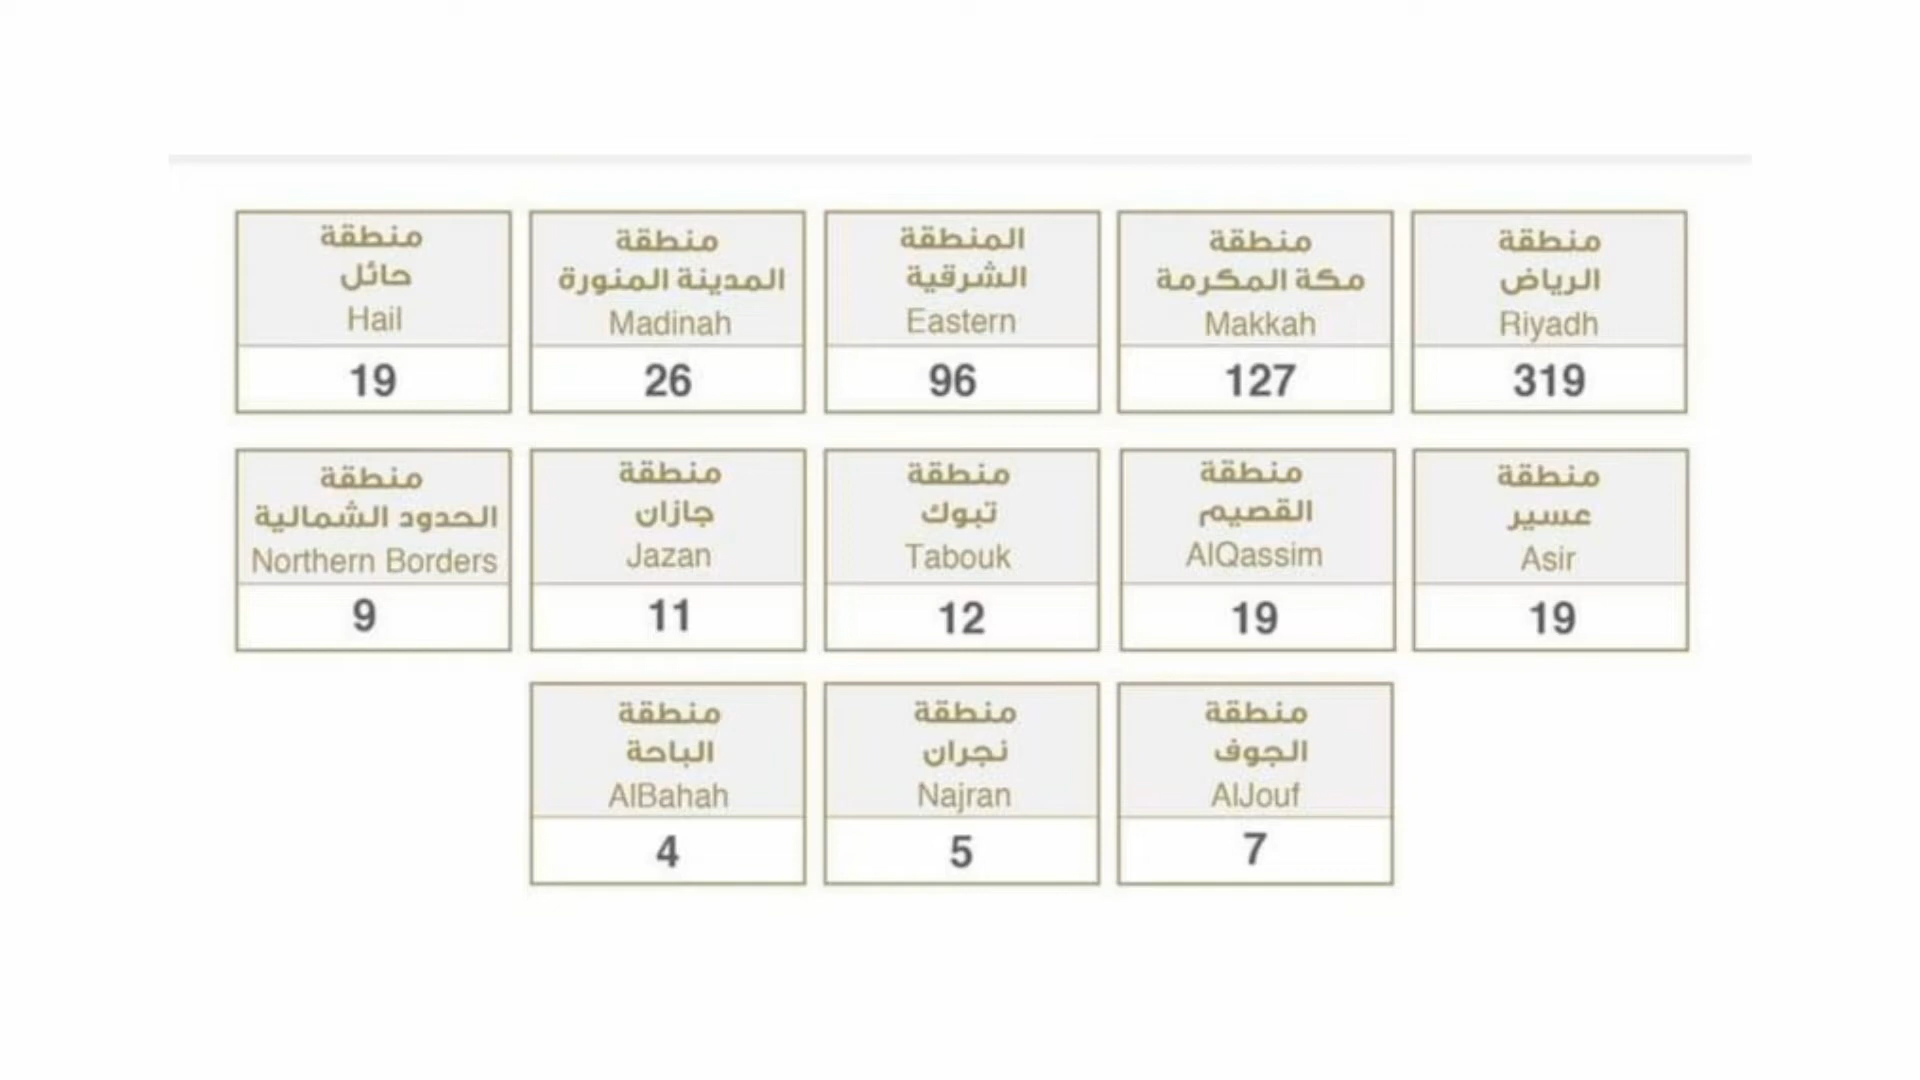 منطقة
الرياض
Riyadh
319
منطقة
مكة المكرمة
Makkah
127
المنطقة
الشرقية
Eastern
96
منطقة
المدينة المنورة
Madinah
26
منطقة
حائل
Hail
19
منطقة
عسير
Asir
19
منطقة
القصيم
AlQassim
19
منطقة
تبوك
Tabouk
12
منطقة
جازان
Jazan
11
منطقة
الحدود الشمالية
Northern Borders
9
منطقة
الجوف
AlJouf
7
منطقة
نجران
Najran
5
منطقة
الباحة
AlBahah
4